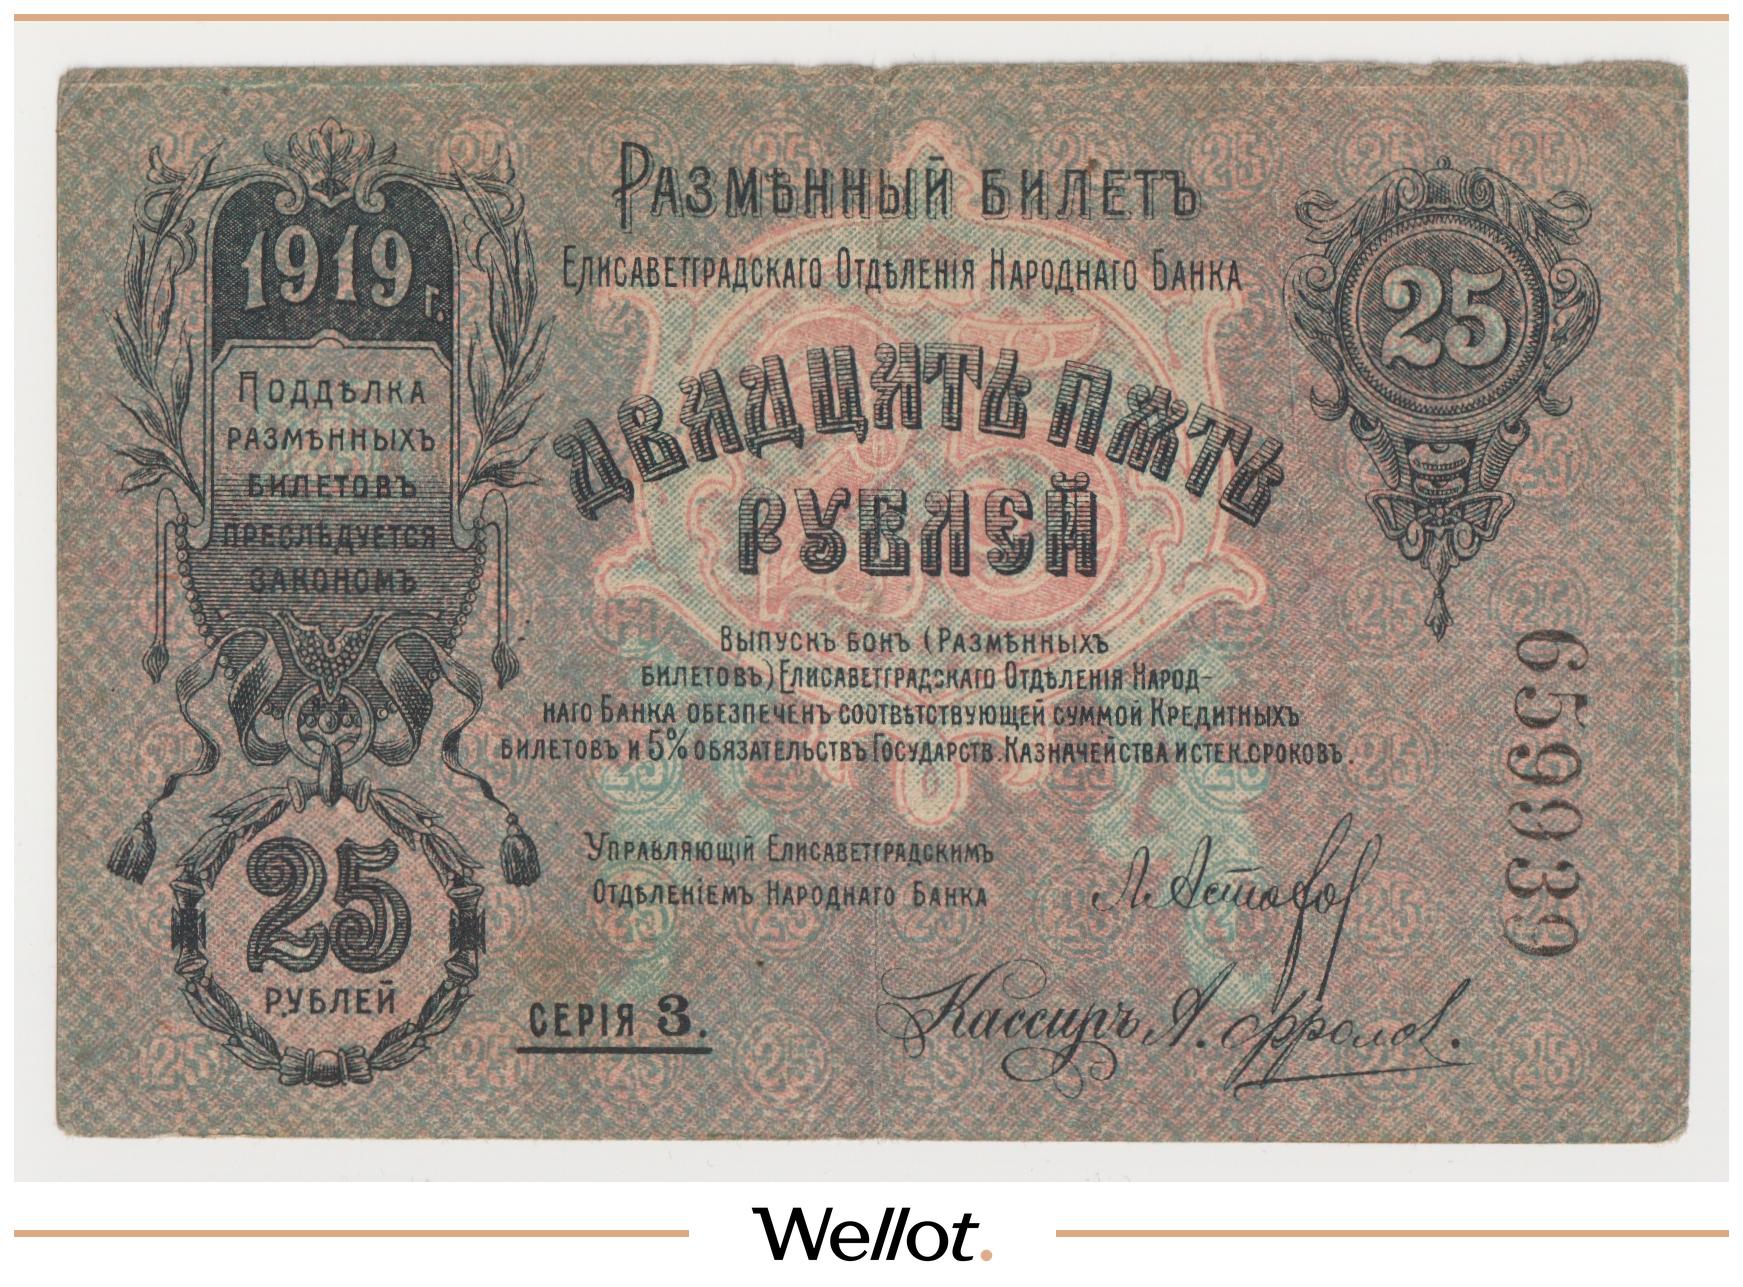 1919 г.
Поддѣлка
размѣнныхъ
билетовъ
преслѣдуется
закономъ
25
рублей
Размѣнный билетъ
Елисаветградскаго Отдѣленія Народнаго Банка
Двадцять пять
рублей
Выпускъ бонъ (Размѣнныхъ
билетовъ) Елисаветградскаго Отдѣленія Народ-
наго Банка обезпеченъ соотвѣтствующей суммой Кредитныхъ
билетовъ и 5% обязательствъ Государств. Казначейства истек. сроковъ.
Управляющій Елисаветградскимъ
Отдѣленіемъ Народнаго Банка
Кассиръ А. Фролов.
серія 3.
25
659939
Wellot.